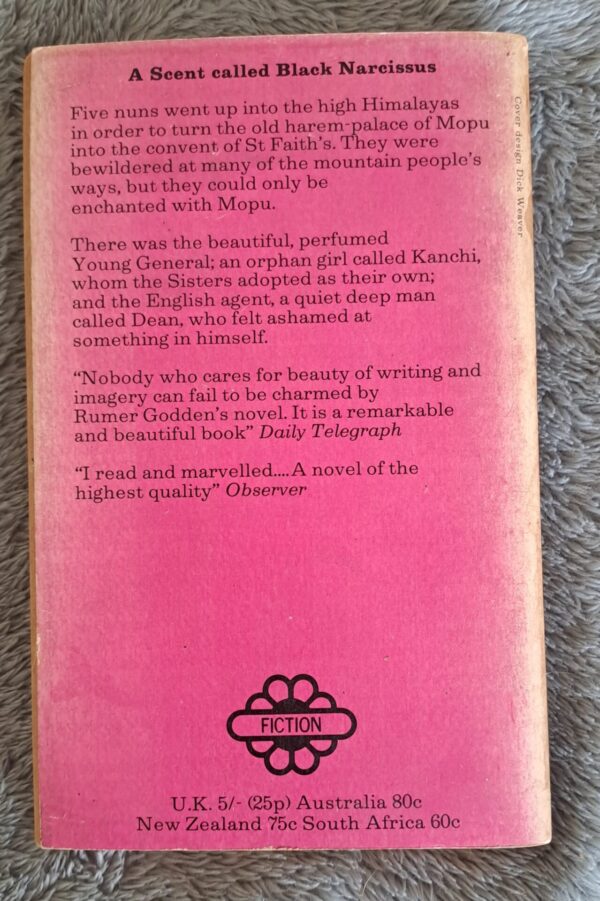 A Scent called Black Narcissus
Five nuns went up into the high Himalayas
in order to turn the old harem-palace of Mopu
into the convent of St Faith's. They were
bewildered at many of the mountain people's
ways, but they could only be
enchanted with Mopu.
There was the beautiful, perfumed
Young General; an orphan girl called Kanchi,
whom the Sisters adopted as their own;
and the English agent, a quiet deep man
called Dean, who felt ashamed at
something in himself.
“Nobody who cares for beauty of writing and
imagery can fail to be charmed by
Rumer Godden's novel. It is a remarkable
and beautiful book” Daily Telegraph
“I read and marvelled....A novel of the
highest quality” Observer
Cover design Dick Weaver
FICTION
U.K. 5/- (25p) Australia 80c
New Zealand 75c South Africa 60c